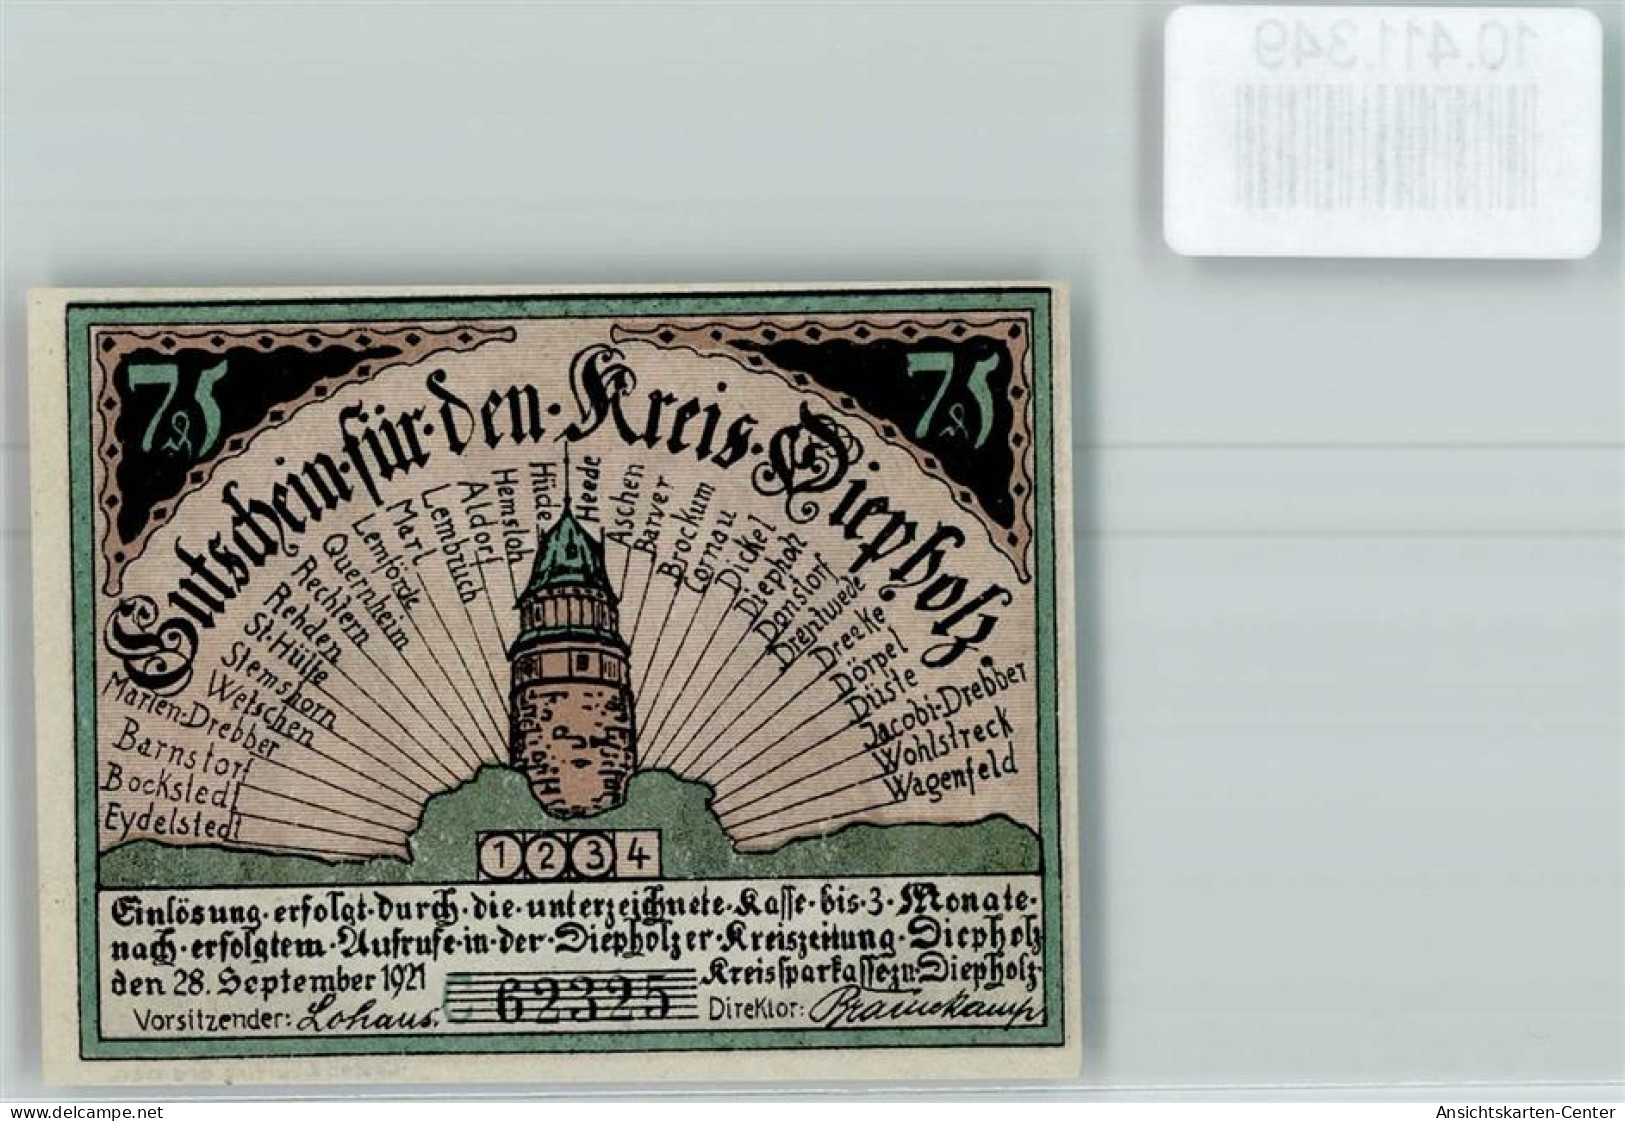 10.411.349
75
75
Gutschein·für·den·Kreis·Diepholz.
Marien-Drebber
Barnstorf
Bockstedt
Eydelstedt
Wetschen
Stemshorn
St. Hülfe
Rehden
Rechtern
Quernheim
Lemförde
Marl
Lembruch
Aldorf
Hemsloh
Hüde
Heede
Aschen
Barver
Brockum
Cornau
Dickel
Diepholz
Donstorf
Drentwede
Dreeke
Dörpel
Düste
Jacobi-Drebber
Wohlstreck
Wagenfeld
1 2 3 4
Einlösung·erfolgt·durch·die·unterzeichnete·Kasse·bis·3·Monate·
nach·erfolgtem·Aufrufe·in·der·Diepholzer·Kreiszeitung·Diepholz
den 28. September 1921
Kreissparkasse zu Diepholz
62325
Vorsitzender: Lohaus.
Direktor:
delcampe.net
Ansichtskarten-Center